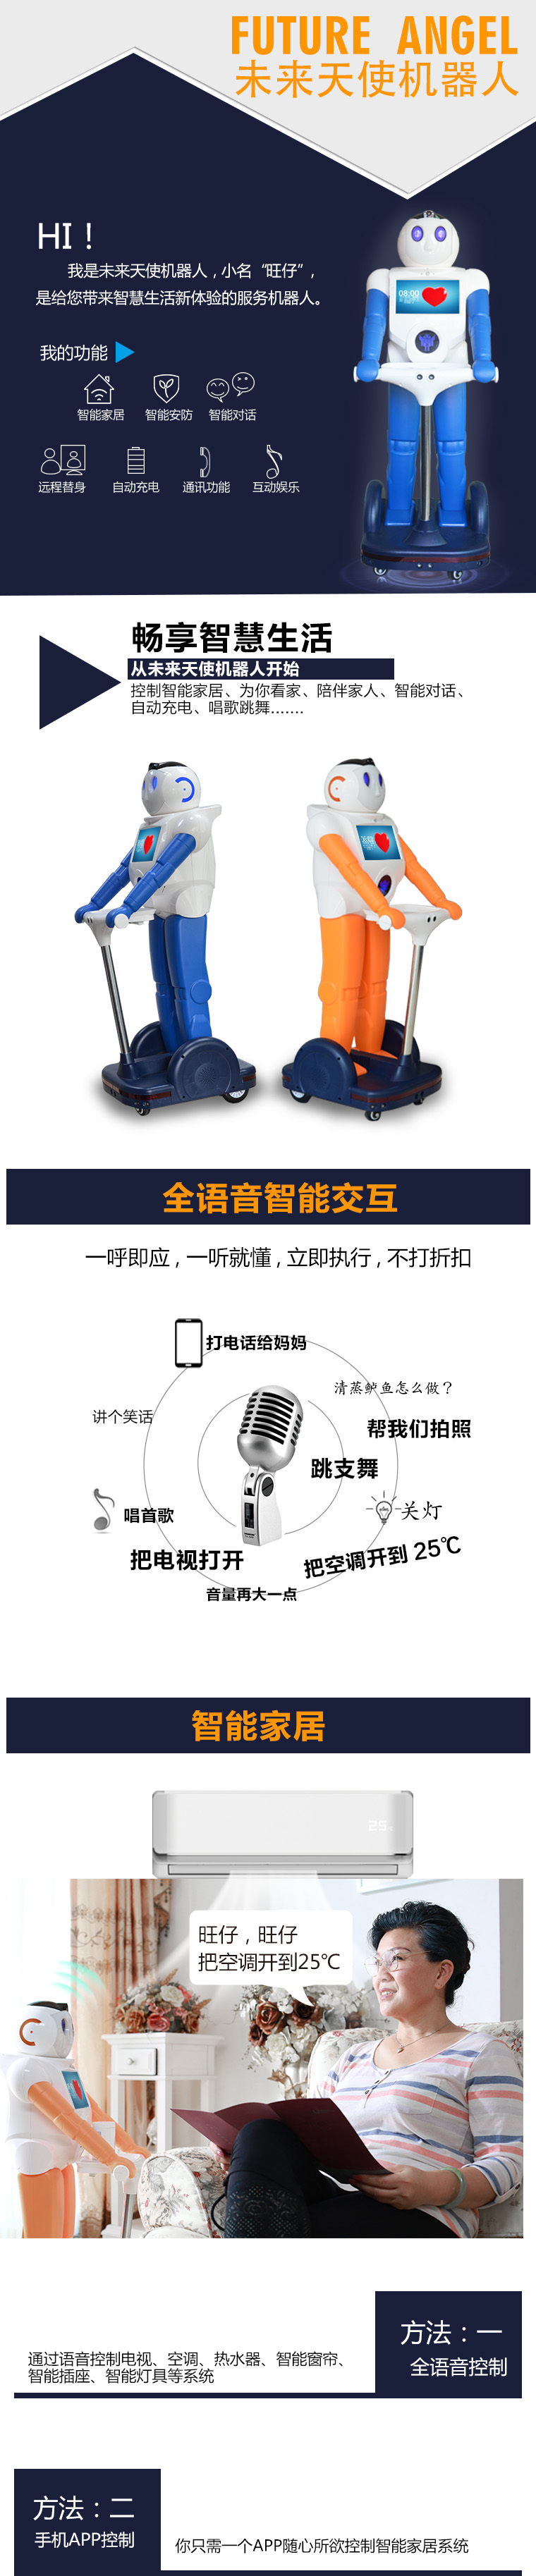 FUTURE ANGEL
未来天使机器人
HI！
我是未来天使机器人，小名“旺仔”，
是给您带来智慧生活新体验的服务机器人。
我的功能
智能家居 智能安防 智能对话
远程替身 自动充电 通讯功能 互动娱乐
08:00
畅享智慧生活
从未来天使机器人开始
控制智能家居、为你看家、陪伴家人、智能对话、
自动充电、唱歌跳舞.......
全语音智能交互
一呼即应，一听就懂，立即执行，不打折扣
打电话给妈妈
清蒸鲈鱼怎么做？
讲个笑话
帮我们拍照
跳支舞
唱首歌
关灯
把电视打开
把空调开到 25℃
音量再大一点
智能家居
25
旺仔，旺仔
把空调开到25℃
方法：一
全语音控制
通过语音控制电视、空调、热水器、智能窗帘、
智能插座、智能灯具等系统
方法：二
手机APP控制
你只需一个APP随心所欲控制智能家居系统